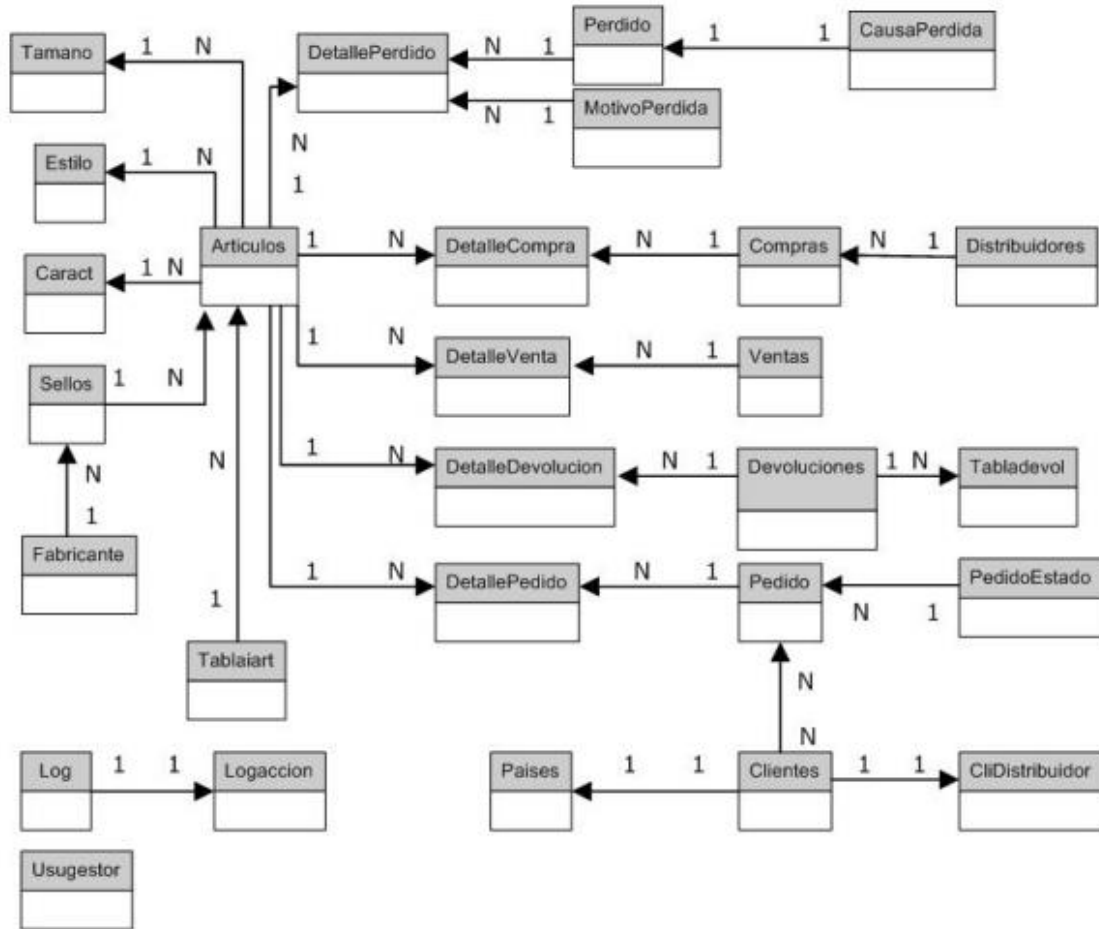 Perdido
CausaPerdida
Tamano
1 N
DetallePerdido
N 1
1 1
MotivoPerdida
N 1
Estilo
1 N
N
1
Articulos
1 N
DetalleCompra
N 1
Compras
N 1
Distribuidores
Caract
1 N
1 N
DetalleVenta
N 1
Ventas
Sellos
1 N
1 N
DetalleDevolucion
N 1
Devoluciones
1 N
Tabladevol
N
N
1
Fabricante
1 N
DetallePedido
N 1
Pedido
N 1
PedidoEstado
1
Tablaiart
N
N
Log
1 1
Logaccion
Paises
1 1
Clientes
1 1
CliDistribuidor
Usugestor